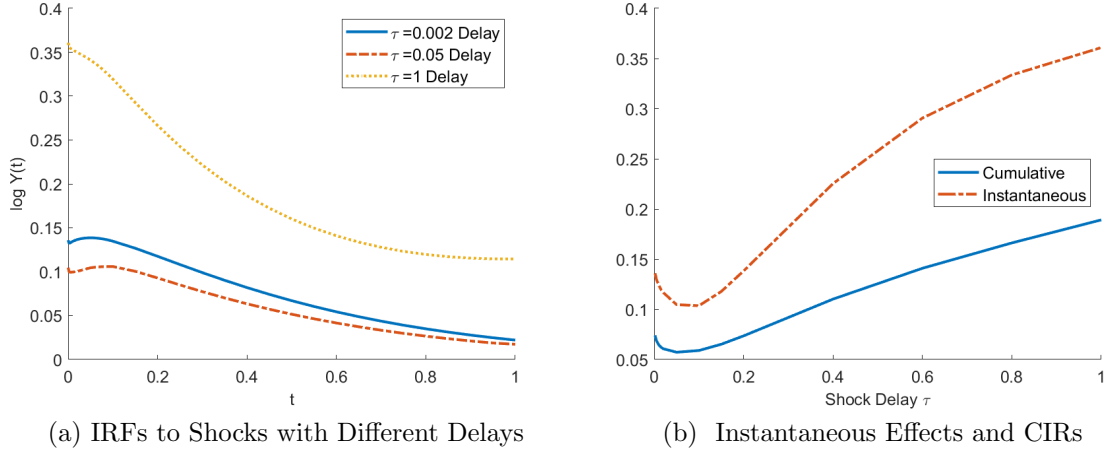 0.4
0.35
0.3
0.25
0.2
0.15
0.1
0.05
0
log Y(t)
τ =0.002 Delay
τ =0.05 Delay
τ =1 Delay
0 0.2 0.4 0.6 0.8 1
t
(a) IRFs to Shocks with Different Delays
0.4
0.35
0.3
0.25
0.2
0.15
0.1
0.05
Cumulative
Instantaneous
0 0.2 0.4 0.6 0.8 1
Shock Delay τ
(b) Instantaneous Effects and CIRs